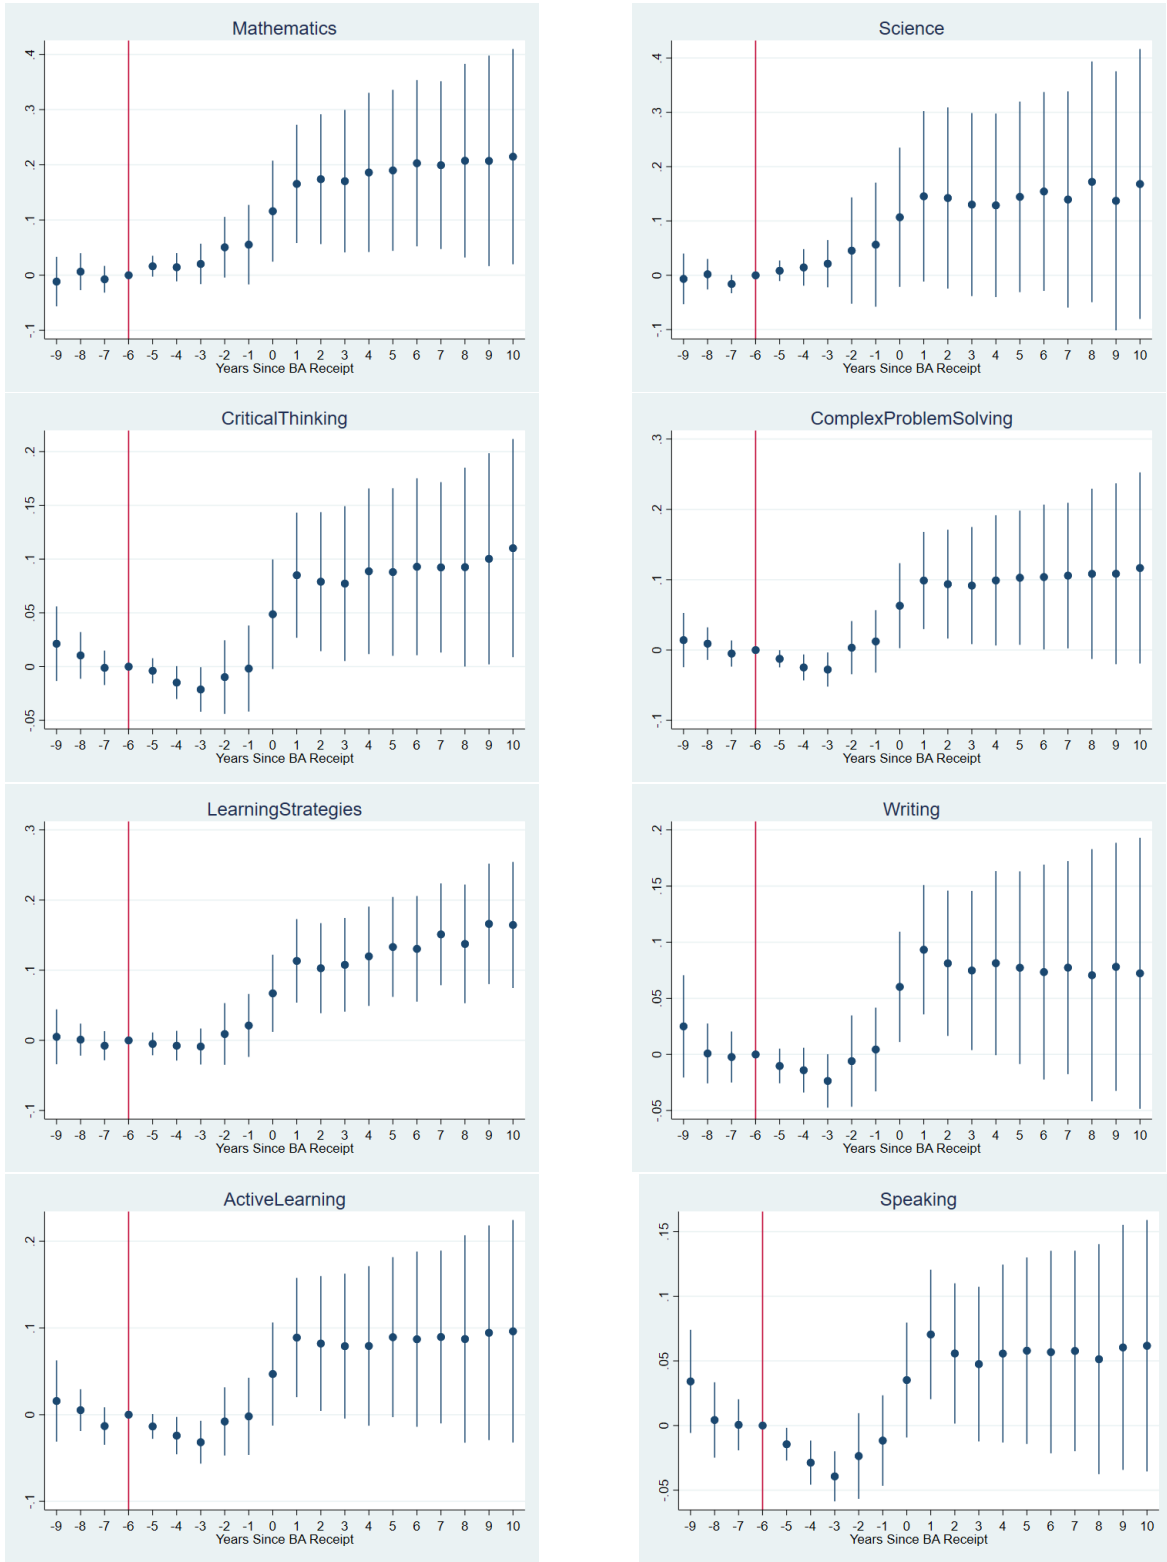 Mathematics
.4
.3
.2
.1
0
-.1
-9 -8 -7 -6 -5 -4 -3 -2 -1 0 1 2 3 4 5 6 7 8 9 10
Years Since BA Receipt
Science
.4
.3
.2
.1
0
-.1
-9 -8 -7 -6 -5 -4 -3 -2 -1 0 1 2 3 4 5 6 7 8 9 10
Years Since BA Receipt
CriticalThinking
.2
.15
.1
.05
0
-.05
-9 -8 -7 -6 -5 -4 -3 -2 -1 0 1 2 3 4 5 6 7 8 9 10
Years Since BA Receipt
ComplexProblemSolving
.3
.2
.1
0
-.1
-9 -8 -7 -6 -5 -4 -3 -2 -1 0 1 2 3 4 5 6 7 8 9 10
Years Since BA Receipt
LearningStrategies
.3
.2
.1
0
-.1
-9 -8 -7 -6 -5 -4 -3 -2 -1 0 1 2 3 4 5 6 7 8 9 10
Years Since BA Receipt
Writing
.2
.15
.1
.05
0
-.05
-9 -8 -7 -6 -5 -4 -3 -2 -1 0 1 2 3 4 5 6 7 8 9 10
Years Since BA Receipt
ActiveLearning
.2
.1
0
-.1
-9 -8 -7 -6 -5 -4 -3 -2 -1 0 1 2 3 4 5 6 7 8 9 10
Years Since BA Receipt
Speaking
.15
.1
.05
0
-.05
-9 -8 -7 -6 -5 -4 -3 -2 -1 0 1 2 3 4 5 6 7 8 9 10
Years Since BA Receipt